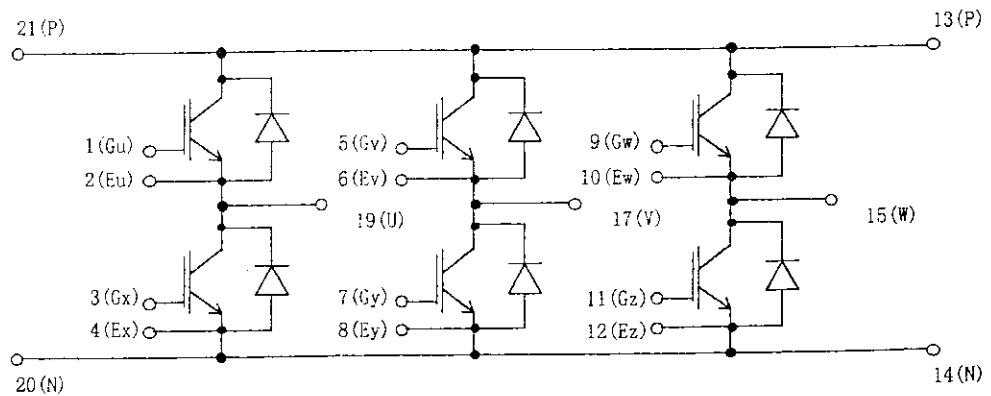 21(P)
13(P)
1(Gu)
5(Gv)
9(Gw)
2(Eu)
6(Ev)
10(Ew)
19(U)
17(V)
15(W)
3(Gx)
7(Gy)
11(Gz)
4(Ex)
8(Ey)
12(Ez)
20(N)
14(N)